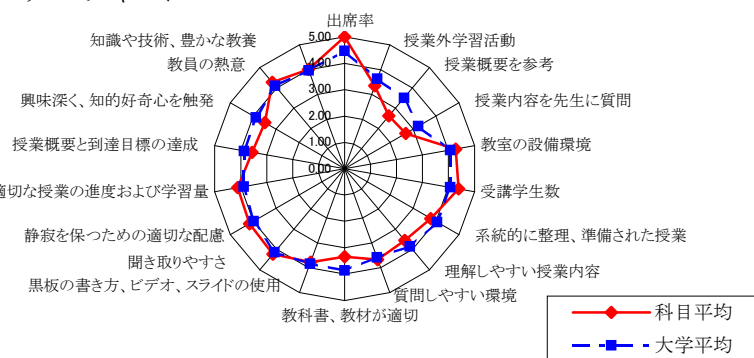 出席率
授業外学習活動
授業概要を参考
授業内容を先生に質問
教室の設備環境
受講学生数
系統的に整理、準備された授業
理解しやすい授業内容
質問しやすい環境
教科書、教材が適切
黒板の書き方、ビデオ、スライドの使用
聞き取りやすさ
静寂を保つための適切な配慮
適切な授業の進度および学習量
授業概要と到達目標の達成
興味深く、知的好奇心を触発
教員の熱意
知識や技術、豊かな教養
5.00
4.00
3.00
2.00
1.00
0.00
科目平均
大学平均